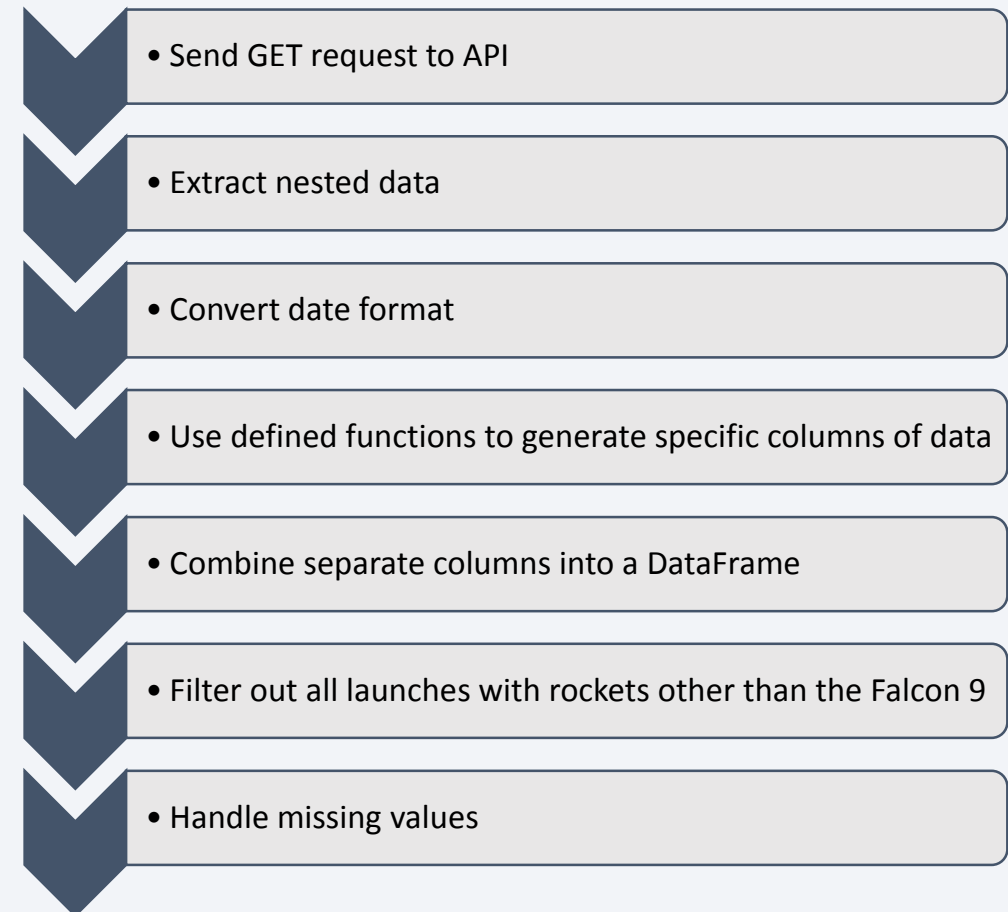 • Send GET request to API
• Extract nested data
• Convert date format
• Use defined functions to generate specific columns of data
• Combine separate columns into a DataFrame
• Filter out all launches with rockets other than the Falcon 9
• Handle missing values